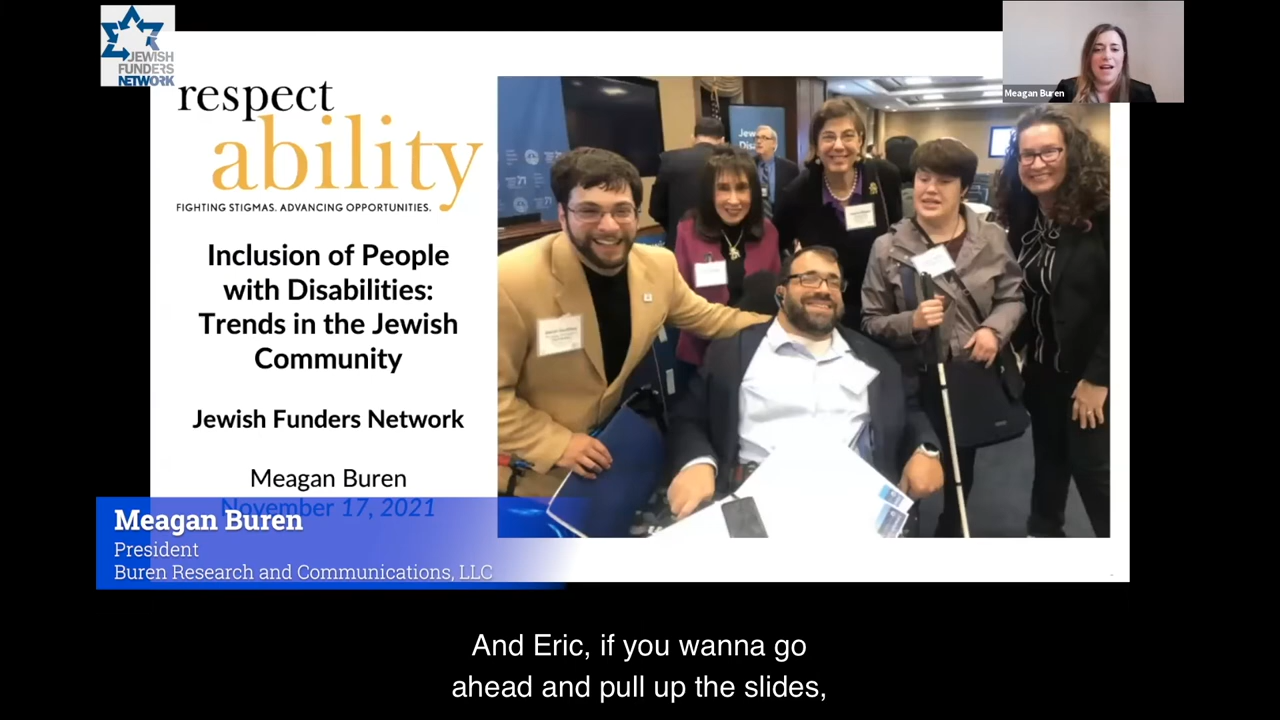 JEWISH
FUNDERS
NETWORK
respect
ability
FIGHTING STIGMAS. ADVANCING OPPORTUNITIES.
Inclusion of People
with Disabilities:
Trends in the Jewish
Community
Jewish Funders Network
Meagan Buren
November 17, 2021
Meagan Buren
President
Buren Research and Communications, LLC
Meagan Buren
And Eric, if you wanna go
ahead and pull up the slides,